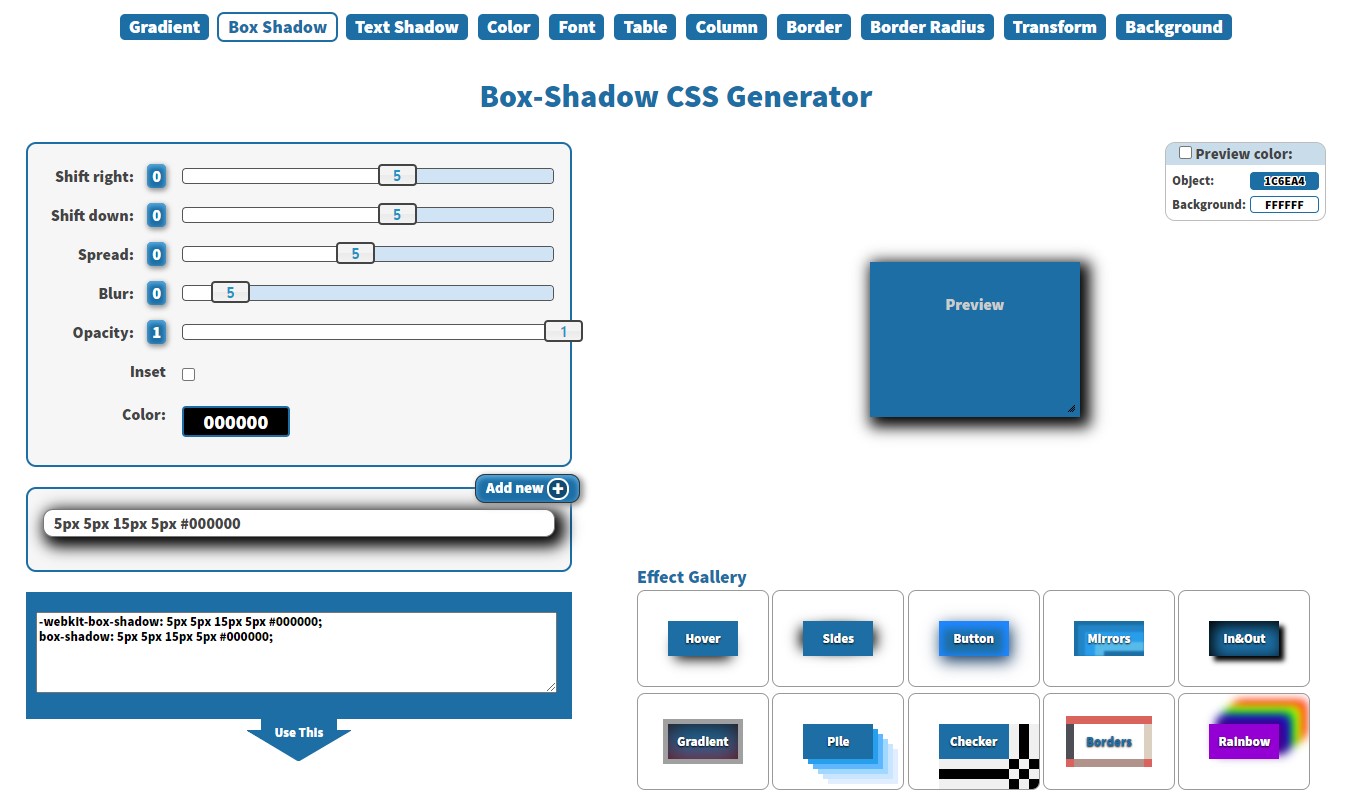 Gradient Box Shadow Text Shadow Color Font Table Column Border Border Radius Transform Background
Box-Shadow CSS Generator
Shift right: 0 5
Shift down: 0 5
Spread: 0 5
Blur: 0 5
Opacity: 1 1
Inset
Color: 000000
Add new
5px 5px 15px 5px #000000
-webkit-box-shadow: 5px 5px 15px 5px #000000;
box-shadow: 5px 5px 15px 5px #000000;
Use This
Preview color:
Object: 1C6EA4
Background: FFFFFF
Preview
Effect Gallery
Hover Sides Button Mirrors In&Out
Gradient Pile Checker Borders Rainbow